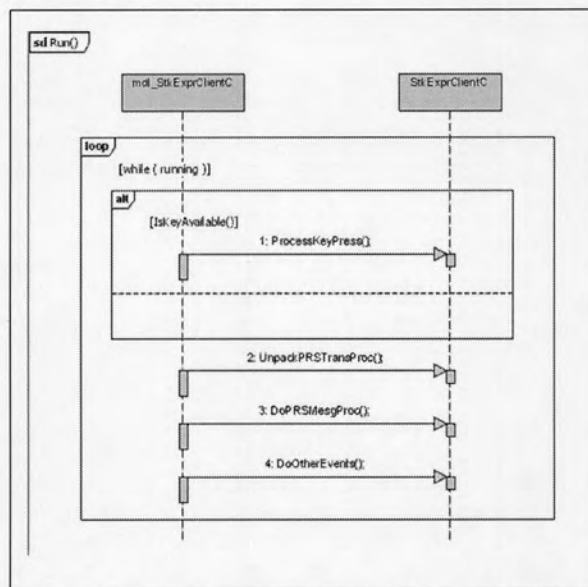 sd Run()
mdl_StkExprClientC
StkExprClientC
loop
[while ( running )]
alt
[IsKeyAvailable()]
1: ProcessKeyPress();
2: UnpackPRSTransProc();
3: DoPRSMesgProc();
4: DoOtherEvents();